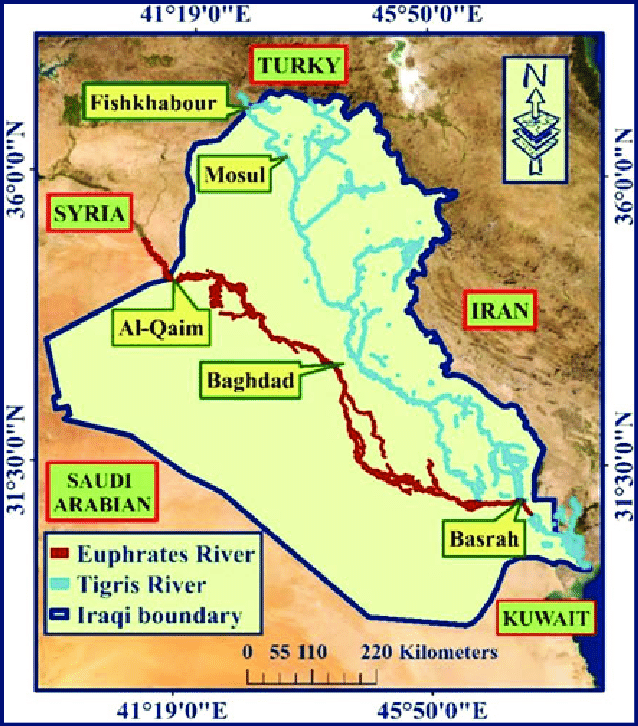 41°19'0"E 45°50'0"E
TURKY
N
Fishkhabour
Mosul
36°0'0"N
36°0'0"N
SYRIA
IRAN
Al-Qaim
Baghdad
31°30'0"N
31°30'0"N
SAUDI
ARABIAN
Basrah
Euphrates River
Tigris River
Iraqi boundary
KUWAIT
0 55 110 220 Kilometers
41°19'0"E 45°50'0"E